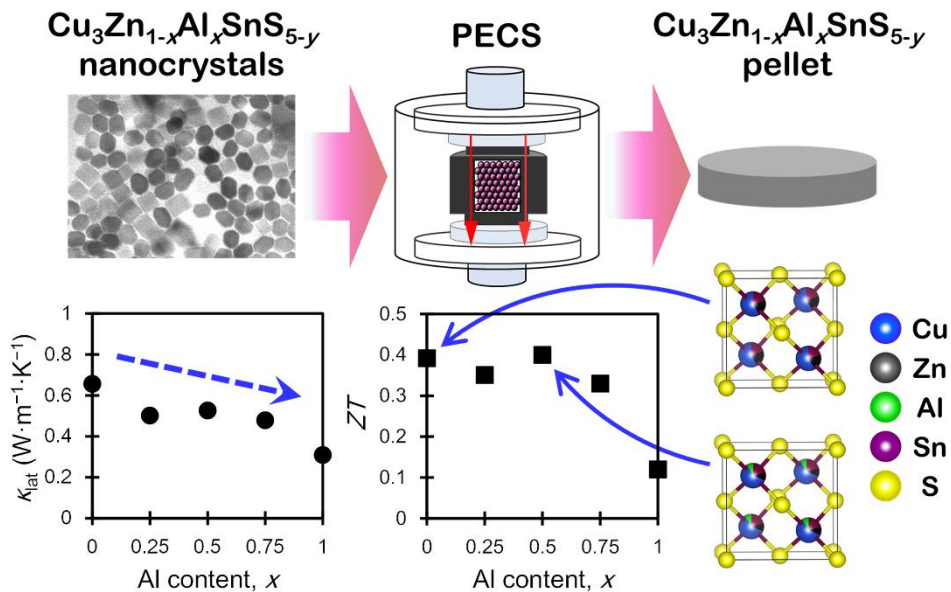 Cu3Zn1-xAlxSnS5-y
nanocrystals
PECS
Cu3Zn1-xAlxSnS5-y
pellet
κlat (W·m−1·K−1)
1
0.8
0.6
0.4
0.2
0
0
0.25
0.5
0.75
1
Al content, x
ZT
0.5
0.4
0.3
0.2
0.1
0
0
0.25
0.5
0.75
1
Al content, x
Cu
Zn
Al
Sn
S